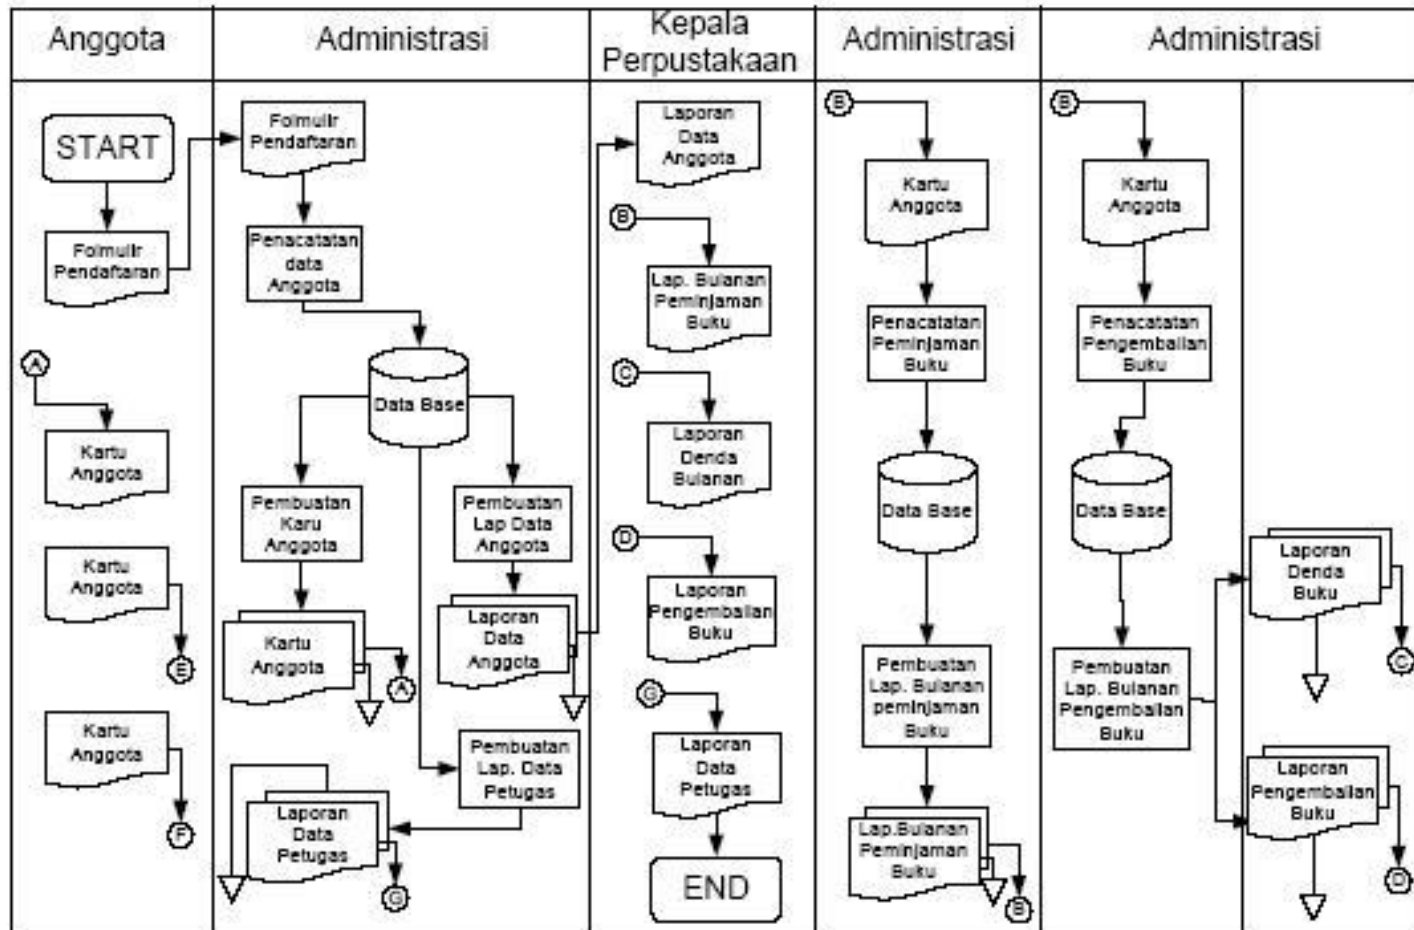 Anggota
Administrasi
Kepala
Perpustakaan
Administrasi
Administrasi
START
Folmulir
Pendaftaran
A
Kartu
Anggota
Kartu
Anggota
E
Kartu
Anggota
F
Folmulir
Pendaftaran
Penacatatan
data
Anggota
Data Base
Pembuatan
Karu
Anggota
Pembuatan
Lap Data
Anggota
Kartu
Anggota
A
Laporan
Data
Anggota
Pembuatan
Lap. Data
Petugas
Laporan
Data
Petugas
G
Laporan
Data
Anggota
B
Lap. Bulanan
Peminjaman
Buku
C
Laporan
Denda
Bulanan
D
Laporan
Pengembalian
Buku
G
Laporan
Data
Petugas
END
B
Kartu
Anggota
Penacatatan
Peminjaman
Buku
Data Base
Pembuatan
Lap. Bulanan
peminjaman
Buku
Lap.Bulanan
Peminjaman
Buku
B
B
Kartu
Anggota
Penacatatan
Pengembalian
Buku
Data Base
Pembuatan
Lap. Bulanan
Pengembalian
Buku
Laporan
Denda
Buku
C
Laporan
Pengembalian
Buku
D